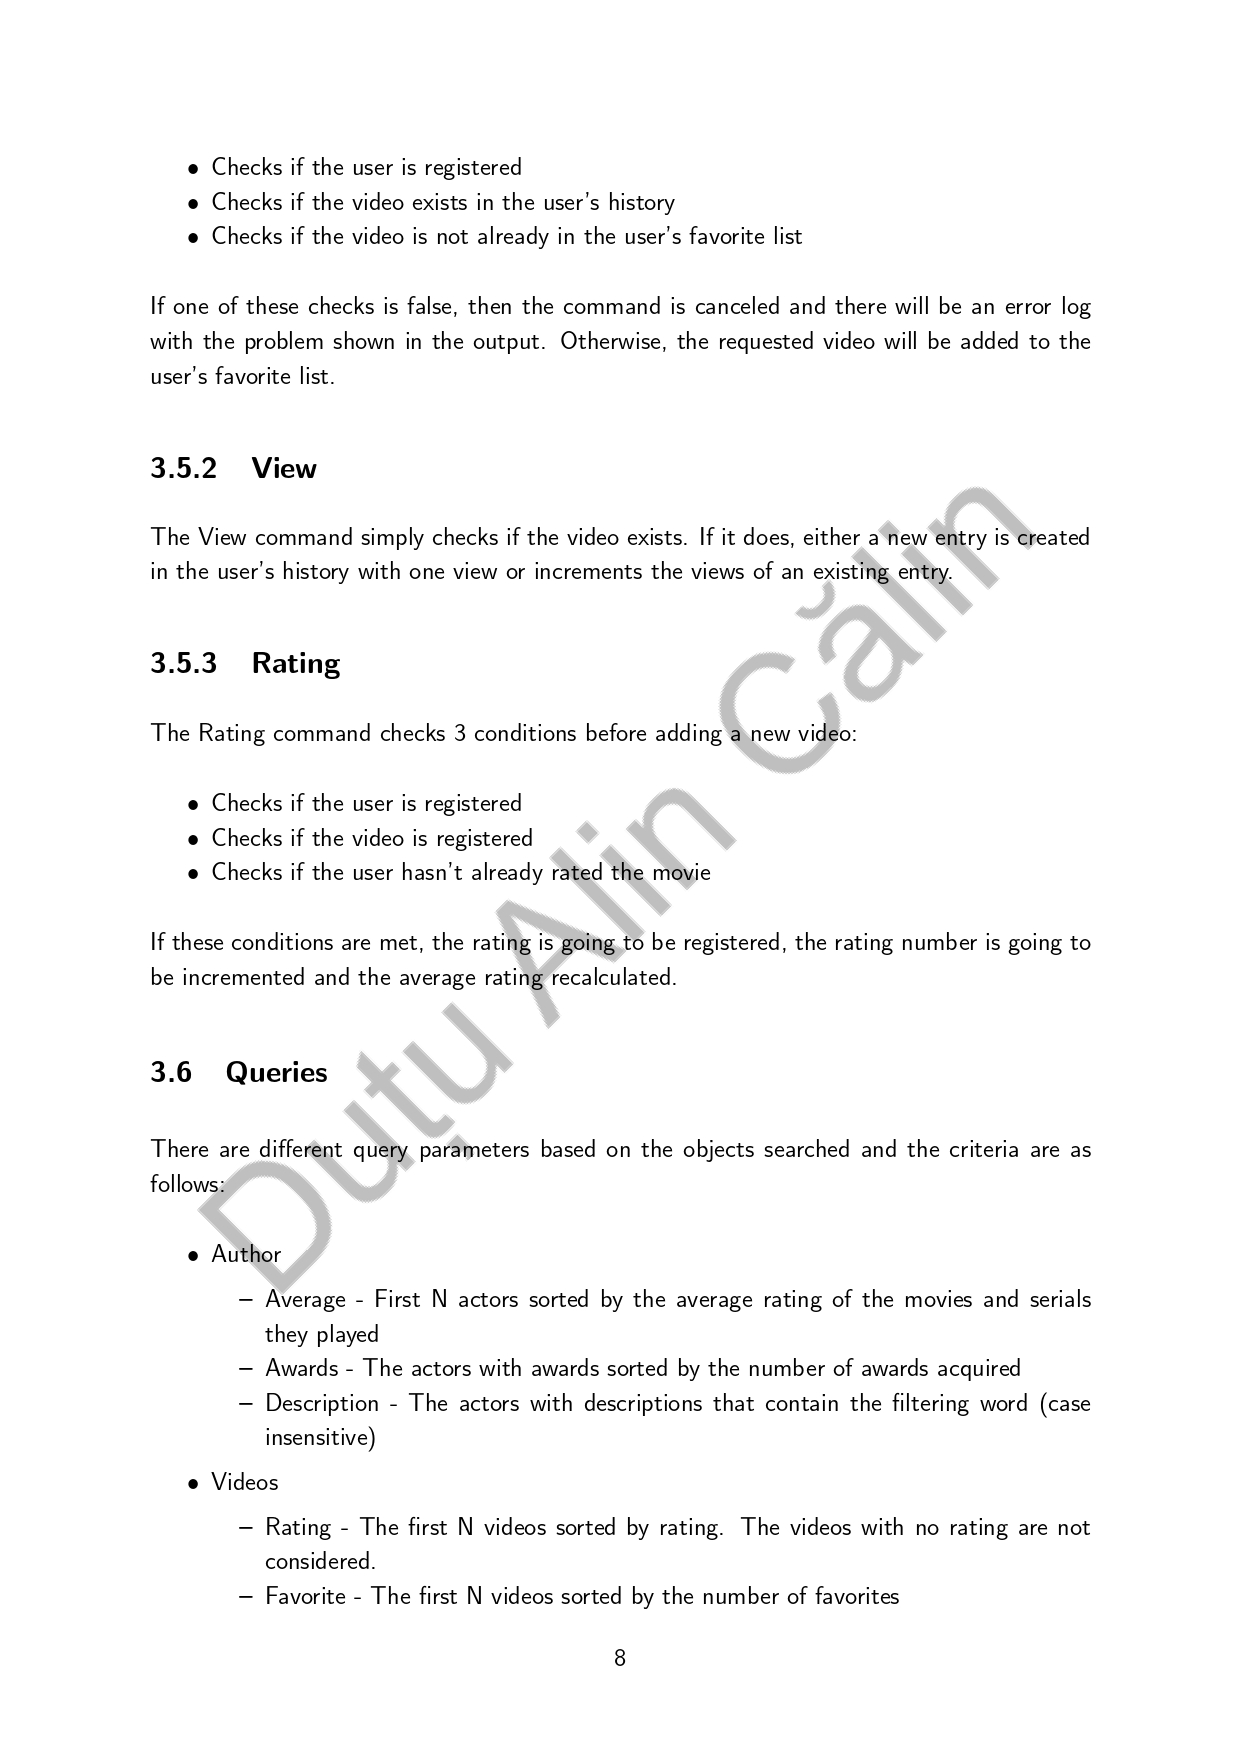 • Checks if the user is registered
• Checks if the video exists in the user's history
• Checks if the video is not already in the user's favorite list
If one of these checks is false, then the command is canceled and there will be an error log
with the problem shown in the output. Otherwise, the requested video will be added to the
user's favorite list.
3.5.2 View
The View command simply checks if the video exists. If it does, either a new entry is created
in the user's history with one view or increments the views of an existing entry.
3.5.3 Rating
The Rating command checks 3 conditions before adding a new video:
• Checks if the user is registered
• Checks if the video is registered
• Checks if the user hasn't already rated the movie
If these conditions are met, the rating is going to be registered, the rating number is going to
be incremented and the average rating recalculated.
3.6 Queries
There are different query parameters based on the objects searched and the criteria are as
follows:
• Author
– Average - First N actors sorted by the average rating of the movies and serials
they played
– Awards - The actors with awards sorted by the number of awards acquired
– Description - The actors with descriptions that contain the filtering word (case
insensitive)
• Videos
– Rating - The first N videos sorted by rating. The videos with no rating are not
considered.
– Favorite - The first N videos sorted by the number of favorites
8
Duțu Alin Călin